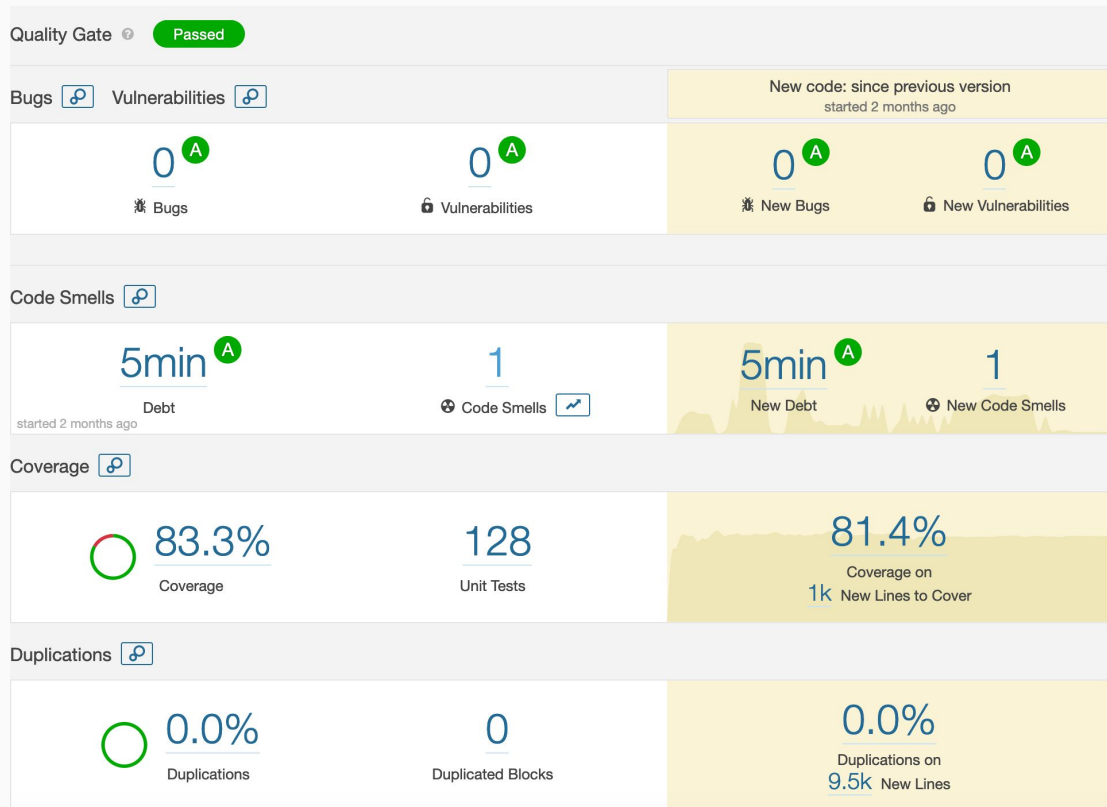 Quality Gate ? Passed
Bugs Vulnerabilities
New code: since previous version
started 2 months ago
0 A
Bugs
0 A
Vulnerabilities
0 A
New Bugs
0 A
New Vulnerabilities
Code Smells
5min A
Debt
started 2 months ago
1
Code Smells
5min A
New Debt
1
New Code Smells
Coverage
83.3%
Coverage
128
Unit Tests
81.4%
Coverage on
1k New Lines to Cover
Duplications
0.0%
Duplications
0
Duplicated Blocks
0.0%
Duplications on
9.5k New Lines